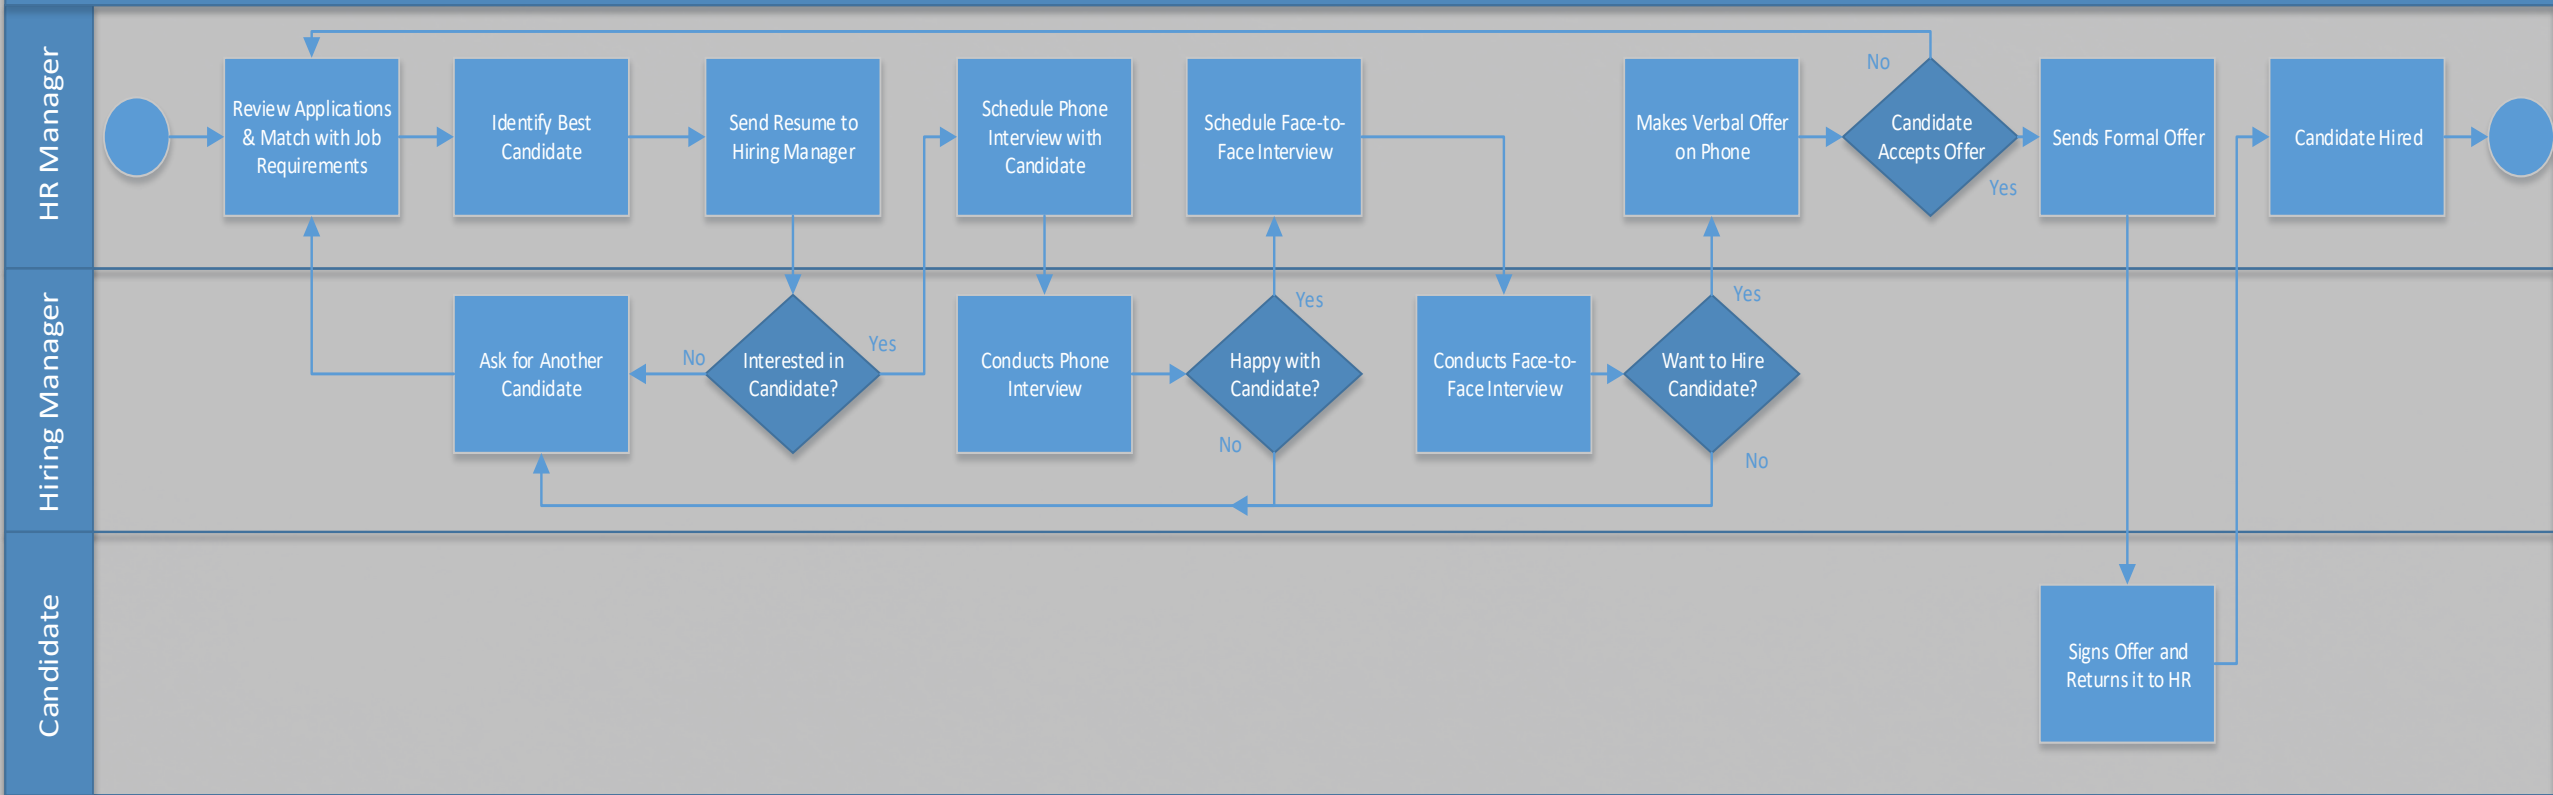 HR Manager
Review Applications
& Match with Job
Requirements
Identify Best
Candidate
Send Resume to
Hiring Manager
Schedule Phone
Interview with
Candidate
Schedule Face-to-
Face Interview
Makes Verbal Offer
on Phone
No
Candidate
Accepts Offer
Yes
Sends Formal Offer
Candidate Hired
Hiring Manager
Ask for Another
Candidate
No
Interested in
Candidate?
Yes
Conducts Phone
Interview
Yes
Happy with
Candidate?
No
Conducts Face-to-
Face Interview
Yes
Want to Hire
Candidate?
No
Candidate
Signs Offer and
Returns it to HR